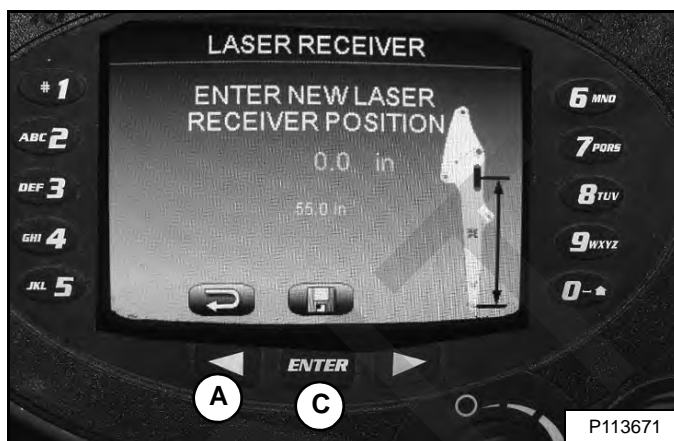 LASER RECEIVER
ENTER NEW LASER
RECEIVER POSITION
0.0 in
55.0 in
# 1
ABC 2
DEF 3
GHI 4
JKL 5
6 MNO
7 PQRS
8 TUV
9 WXYZ
0-
ENTER
A
C
P113671